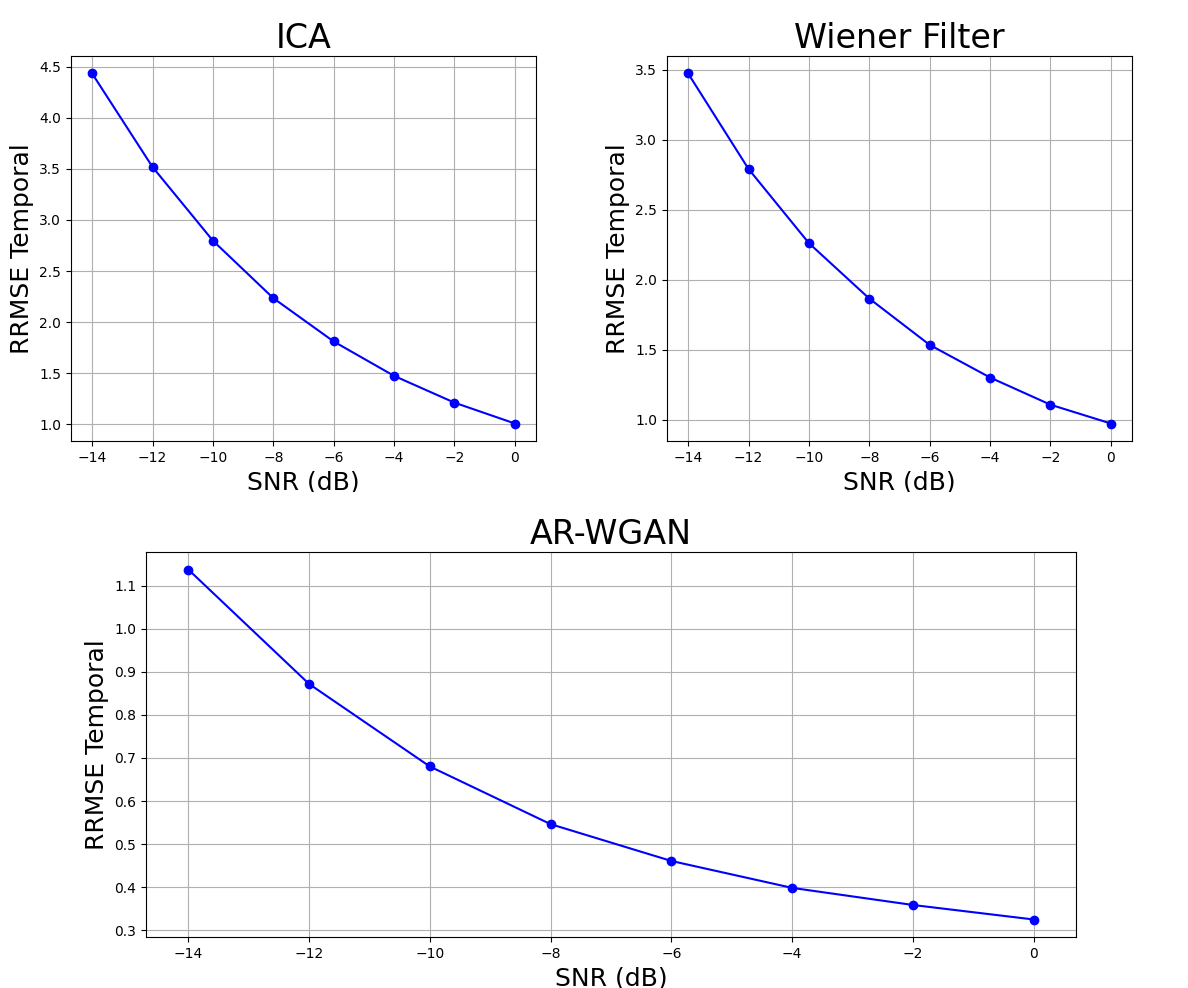 ICA
RRMSE Temporal
4.5
4.0
3.5
3.0
2.5
2.0
1.5
1.0
−14 −12 −10 −8 −6 −4 −2 0
SNR (dB)
Wiener Filter
RRMSE Temporal
3.5
3.0
2.5
2.0
1.5
1.0
−14 −12 −10 −8 −6 −4 −2 0
SNR (dB)
AR-WGAN
RRMSE Temporal
1.1
1.0
0.9
0.8
0.7
0.6
0.5
0.4
0.3
−14 −12 −10 −8 −6 −4 −2 0
SNR (dB)